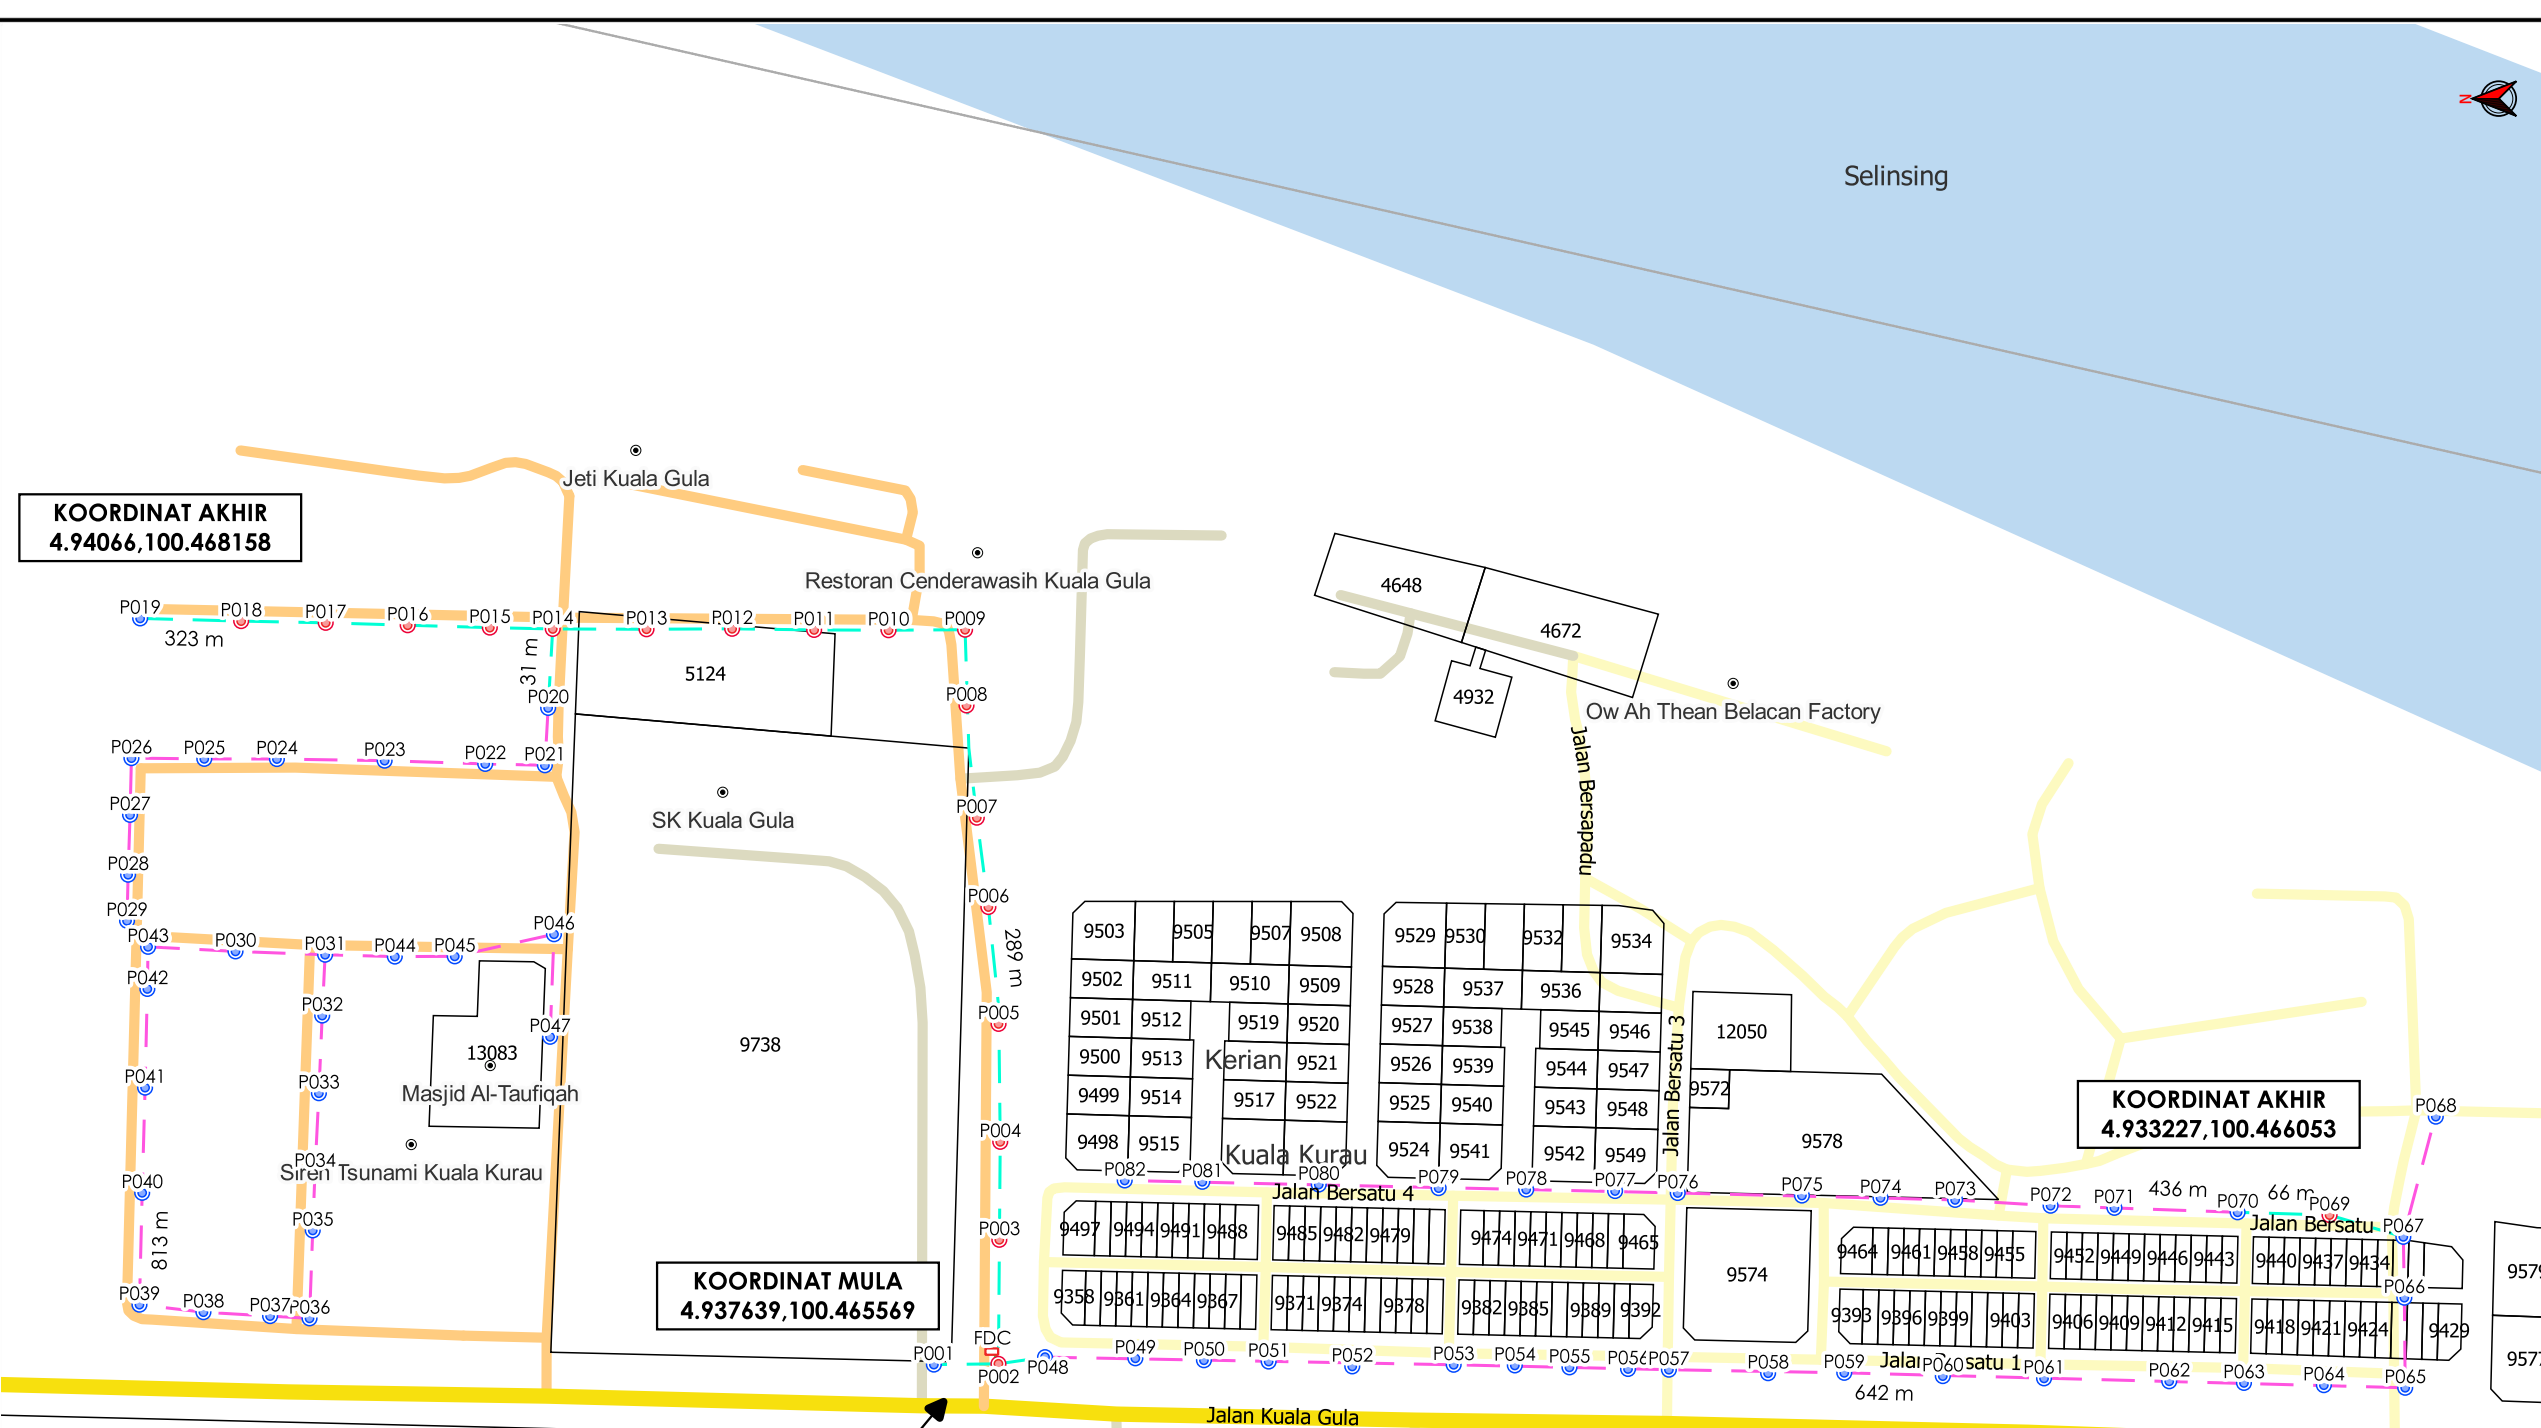 N
Selinsing
Jeti Kuala Gula
KOORDINAT AKHIR
4.94066,100.468158
Restoran Cenderawasih Kuala Gula
4648
4672
4932
P019 P018 P017 P016 P015 P014 P013 P012 P011 P010 P009
323 m
31 m
5124
P020
P008
Ow Ah Thean Belacan Factory
Jalan Bersapadu
P026 P025 P024 P023 P022 P021
P027
P007
SK Kuala Gula
P028
P006
P029
P043 P030 P031 P044 P045 P046
289 m
9503 9505 9507 9508 9529 9530 9532 9534
P042
9502 9511 9510 9509 9528 9537 9536
P032
P005
9501 9512 9519 9520 9527 9538 9545 9546
Jalan Bersatu 3
12050
P047
13083
9738
9500 9513 Kerian 9521 9526 9539 9544 9547
P041 P033
Masjid Al-Taufiqah
9499 9514 9517 9522 9525 9540 9543 9548
9572
KOORDINAT AKHIR
4.933227,100.466053
P068
P004
9498 9515 9524 9541 9542 9549
9578
Kuala Kurau
P034
Siren Tsunami Kuala Kurau
P040
P082 P081 P080 P079 P078 P077 P076 P075 P074 P073 P072 P071 P070 P069
436 m
66 m
Jalan Bersatu 4
Jalan Bersatu
P067
P035
813 m
P003
9497 9494 9491 9488 9485 9482 9479 9474 9471 9468 9465
9464 9461 9458 9455 9452 9449 9446 9443 9440 9437 9434
9574
P066
KOORDINAT MULA
4.937639,100.465569
P039 P038 P037 P036
9358 9361 9364 9367 9371 9374 9378 9382 9385 9389 9392
9393 9396 9399 9403 9406 9409 9412 9415 9418 9421 9424 9429
FDC
P001
P002
P048 P049 P050 P051 P052 P053 P054 P055 P056 P057 P058 P059 P060 P061 P062 P063 P064 P065
642 m
Jalan Kuala Gula